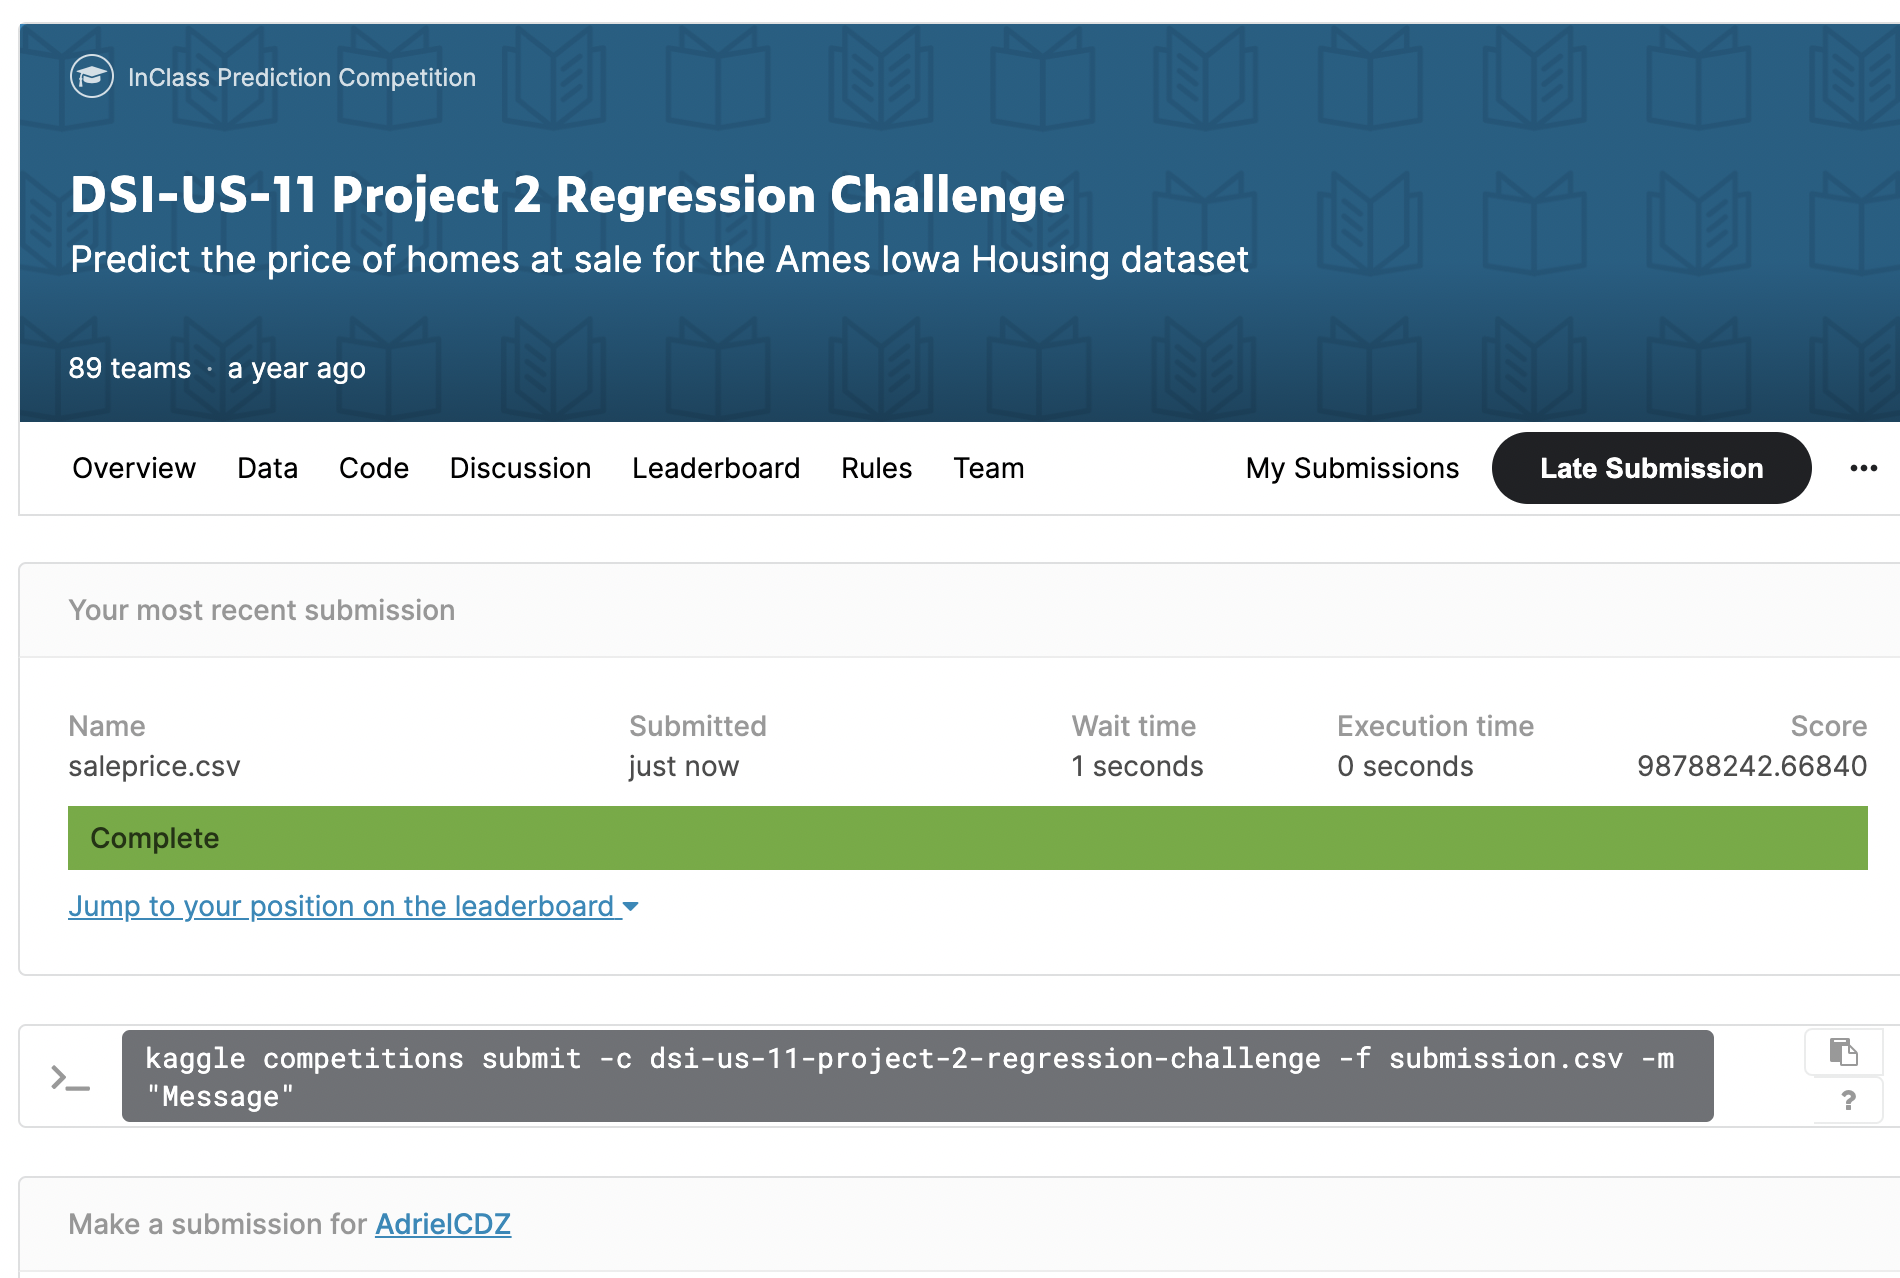 InClass Prediction Competition
DSI-US-11 Project 2 Regression Challenge
Predict the price of homes at sale for the Ames Iowa Housing dataset
89 teams · a year ago
Overview Data Code Discussion Leaderboard Rules Team My Submissions Late Submission
Your most recent submission
Name Submitted Wait time Execution time Score
saleprice.csv just now 1 seconds 0 seconds 98788242.66840
Complete
Jump to your position on the leaderboard
kaggle competitions submit -c dsi-us-11-project-2-regression-challenge -f submission.csv -m
"Message"
?
Make a submission for AdrielCDZ